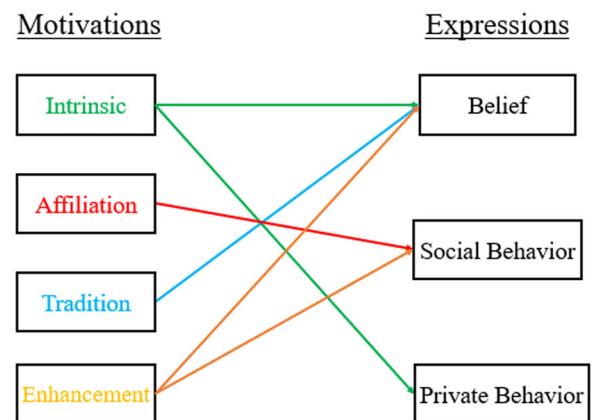 Motivations
Expressions
Intrinsic
Belief
Affiliation
Social Behavior
Tradition
Enhancement
Private Behavior